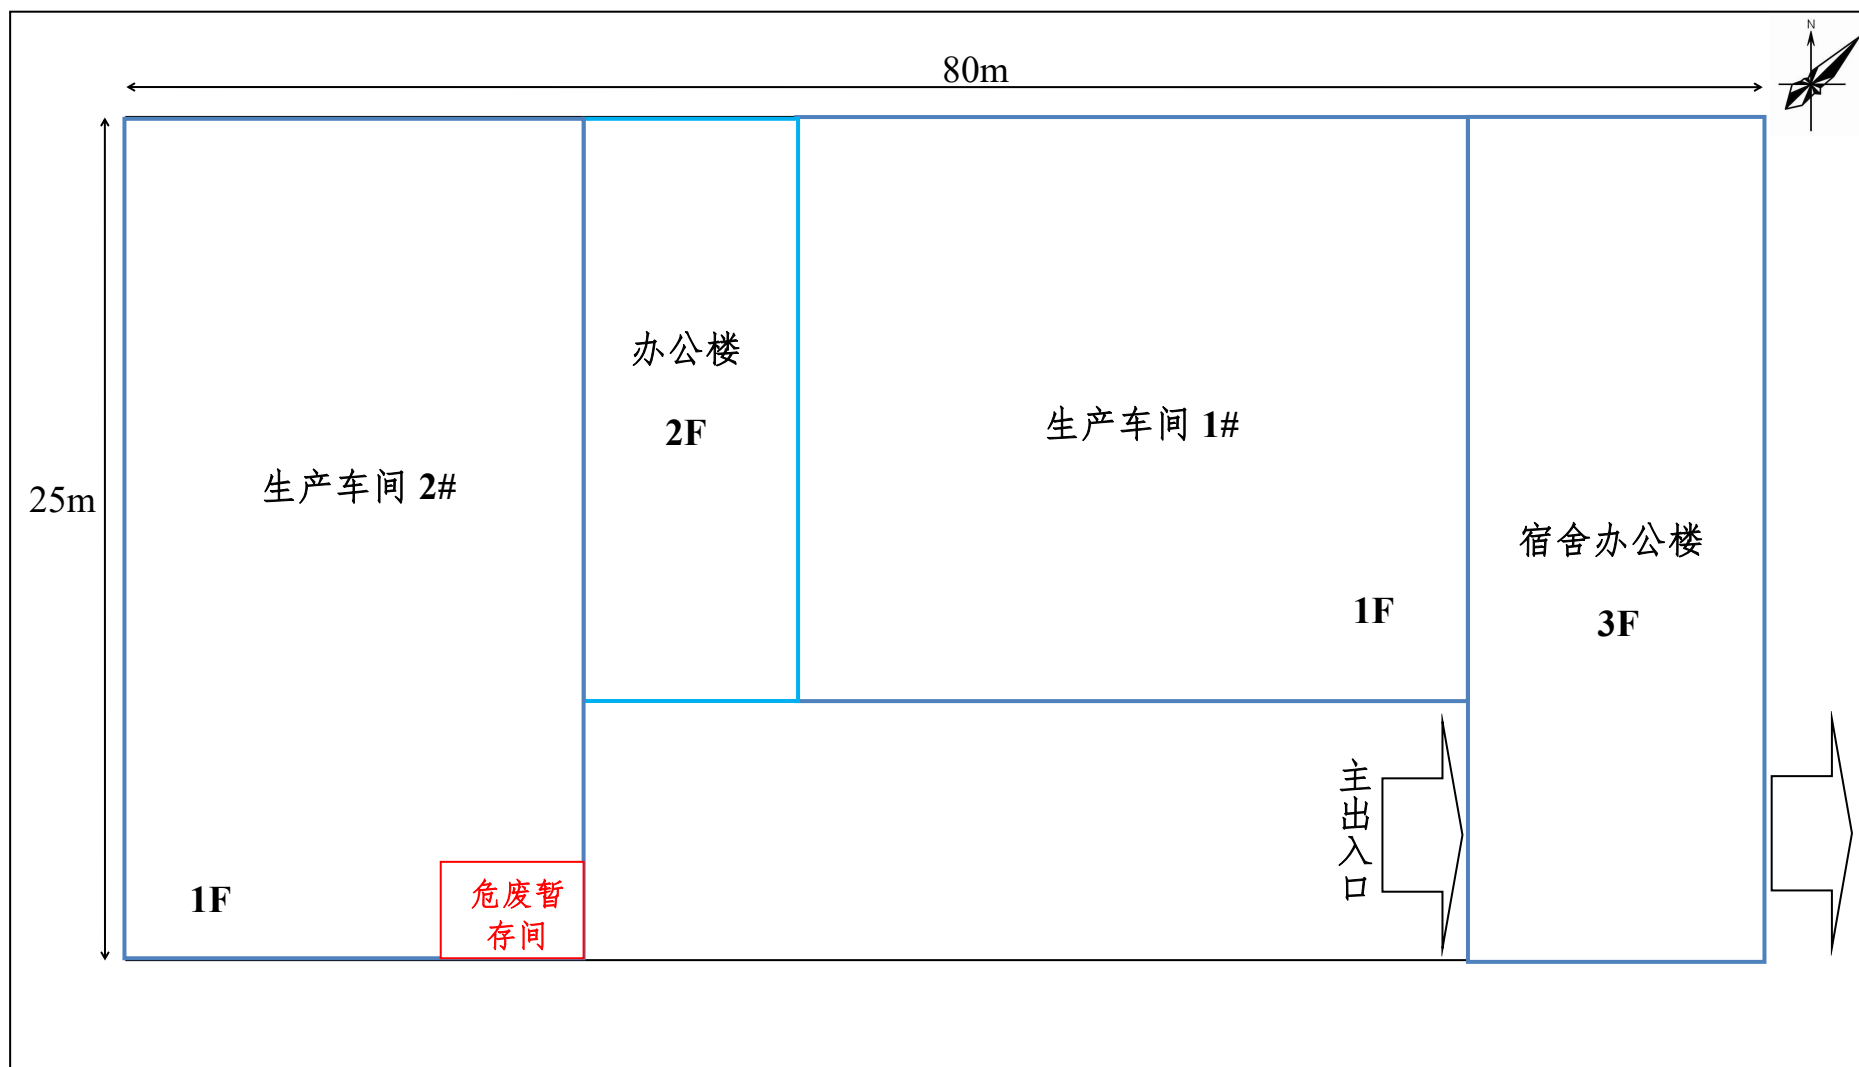 N
80m
办公楼
2F
生产车间 1#
生产车间 2#
25m
宿舍办公楼
1F
3F
主出入口
1F
危废暂
存间